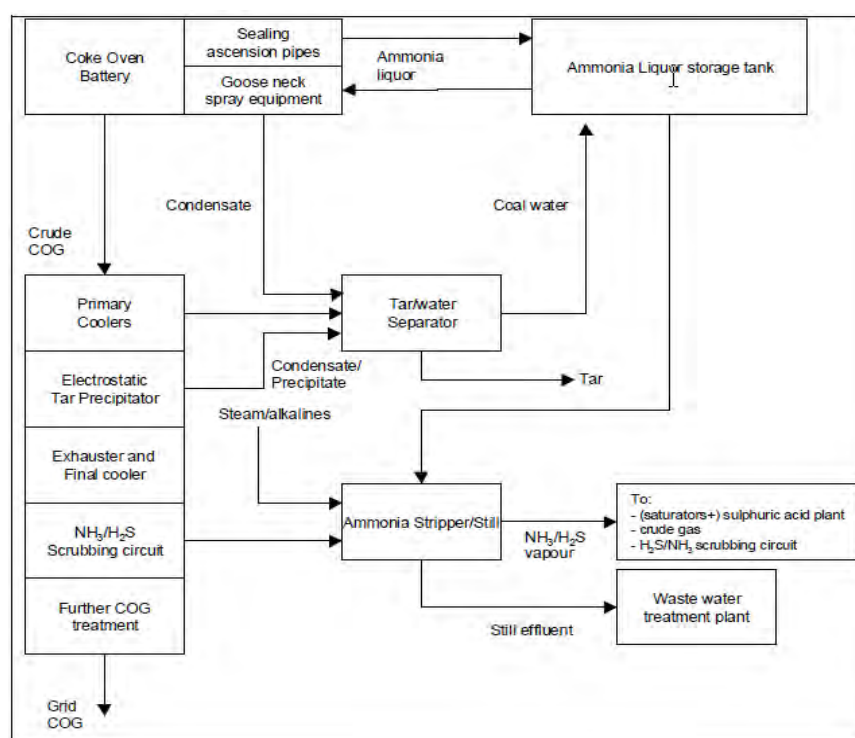 Coke Oven
Battery
Sealing
ascension pipes
Goose neck
spray equipment
Ammonia
liquor
Ammonia Liquor storage tank
Condensate
Coal water
Crude
COG
Primary
Coolers
Electrostatic
Tar Precipitator
Exhauster and
Final cooler
NH₃/H₂S
Scrubbing circuit
Further COG
treatment
Tar/water
Separator
Condensate/
Precipitate
Tar
Steam/alkalines
Ammonia Stripper/Still
NH₃/H₂S
vapour
To:
- (saturators+) sulphuric acid plant
- crude gas
- H₂S/NH₃ scrubbing circuit
Still effluent
Waste water
treatment plant
Grid
COG